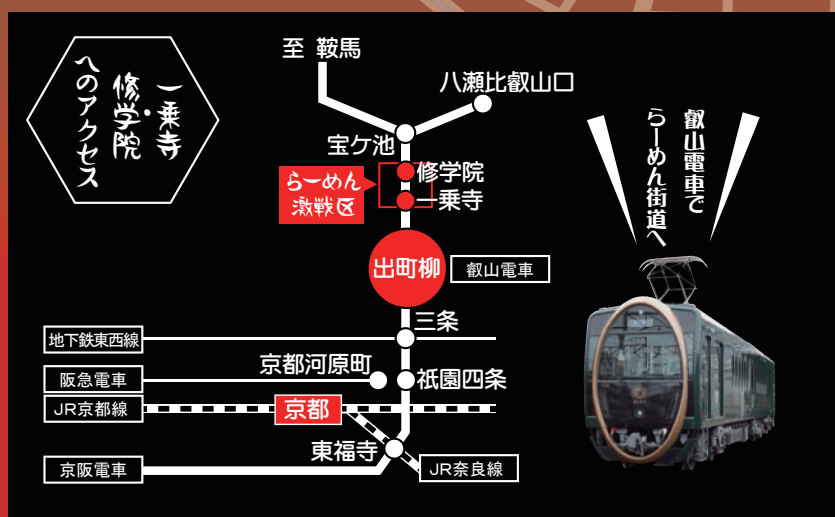 一乗寺・
修学院
へのアクセス
至 鞍馬
八瀬比叡山口
宝ケ池
修学院
一乗寺
らーめん
激戦区
出町柳
叡山電車
三条
地下鉄東西線
京都河原町
阪急電車
祇園四条
JR京都線
京都
東福寺
京阪電車
JR奈良線
叡山電車で
らーめん街道へ